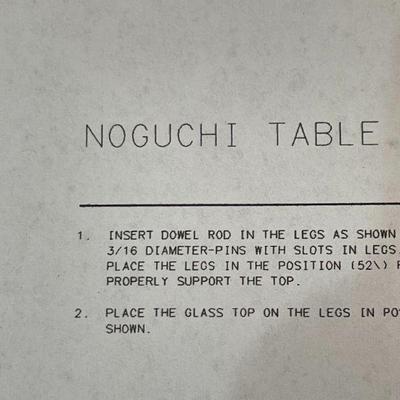 NOGUCHI TABLE
1. INSERT DOWEL ROD IN THE LEGS AS SHOWN
3/16 DIAMETER-PINS WITH SLOTS IN LEGS.
PLACE THE LEGS IN THE POSITION (52\)
PROPERLY SUPPORT THE TOP.
2. PLACE THE GLASS TOP ON THE LEGS IN
SHOWN.